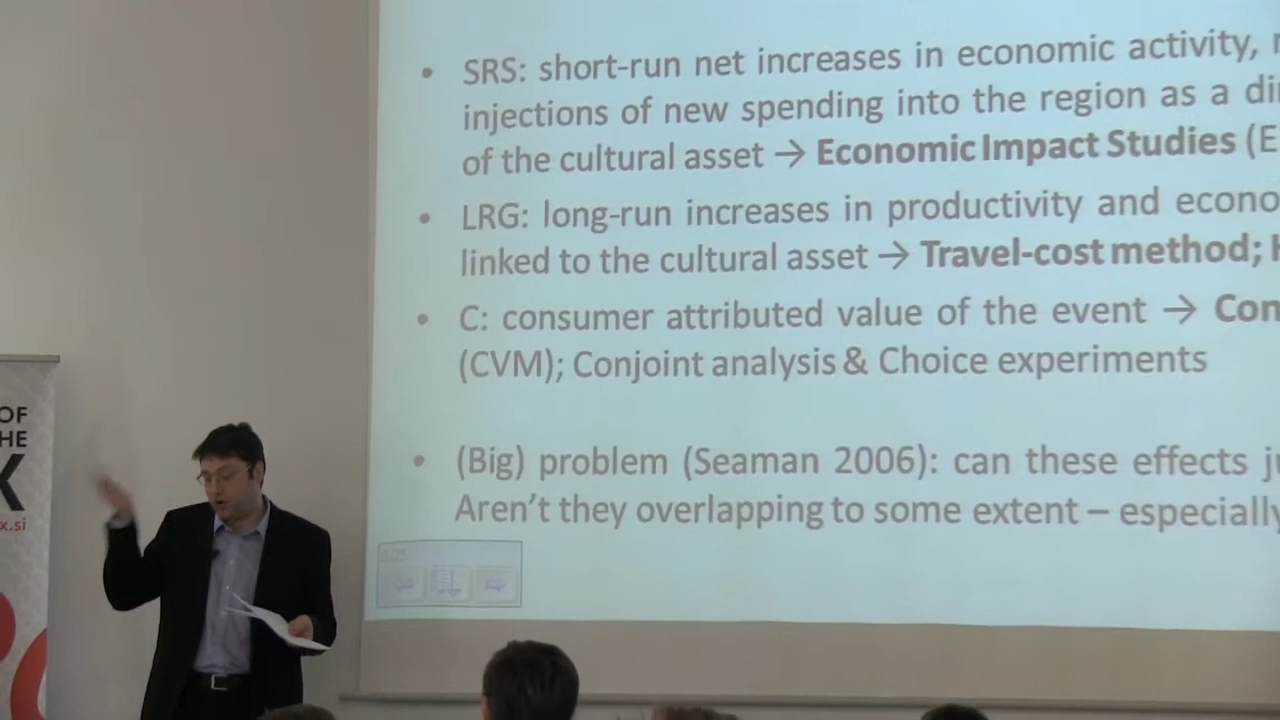 • SRS: short-run net increases in economic activity,
injections of new spending into the region as a
of the cultural asset → Economic Impact Studies (E
• LRG: long-run increases in productivity and
linked to the cultural asset → Travel-cost method;
• C: consumer attributed value of the event →
(CVM); Conjoint analysis & Choice experiments
• (Big) problem (Seaman 2006): can these effects
Aren't they overlapping to some extent – especially
OF
HE
X
x.si